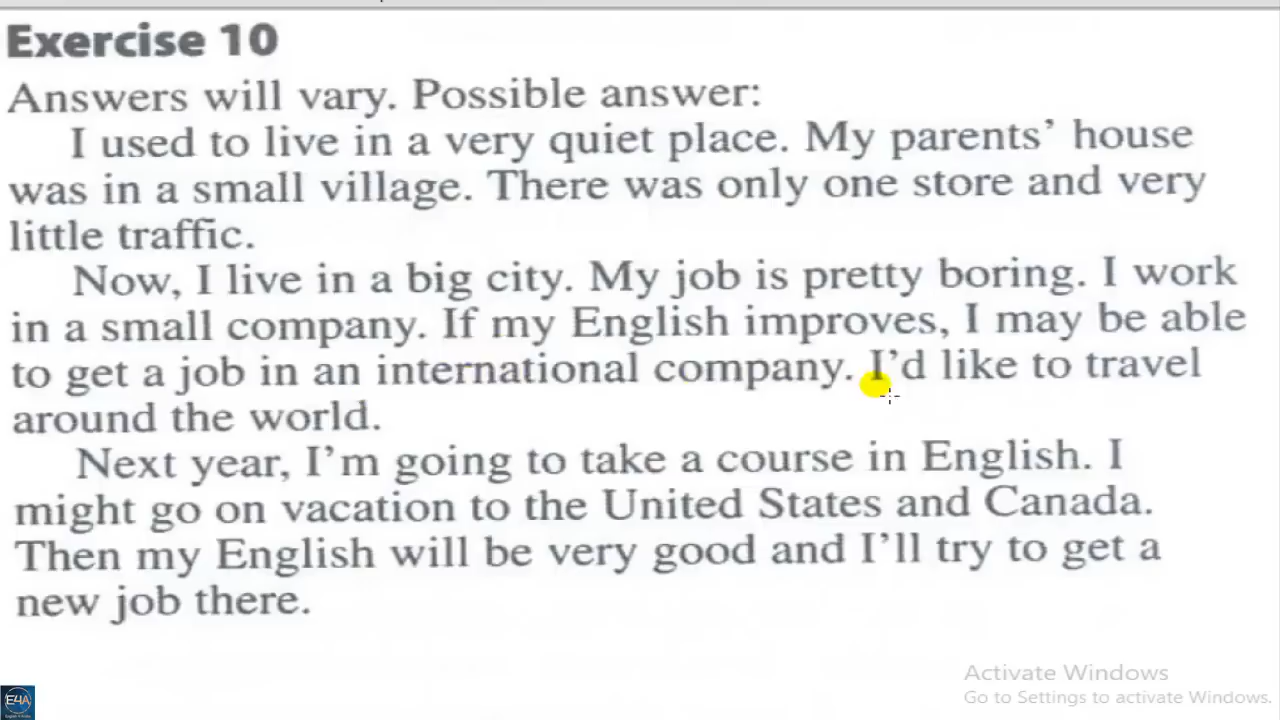 Exercise 10
Answers will vary. Possible answer:
I used to live in a very quiet place. My parents’ house
was in a small village. There was only one store and very
little traffic.
Now, I live in a big city. My job is pretty boring. I work
in a small company. If my English improves, I may be able
to get a job in an international company. I’d like to travel
around the world.
Next year, I’m going to take a course in English. I
might go on vacation to the United States and Canada.
Then my English will be very good and I’ll try to get a
new job there.
Activate Windows
Go to Settings to activate Windows.
E4A